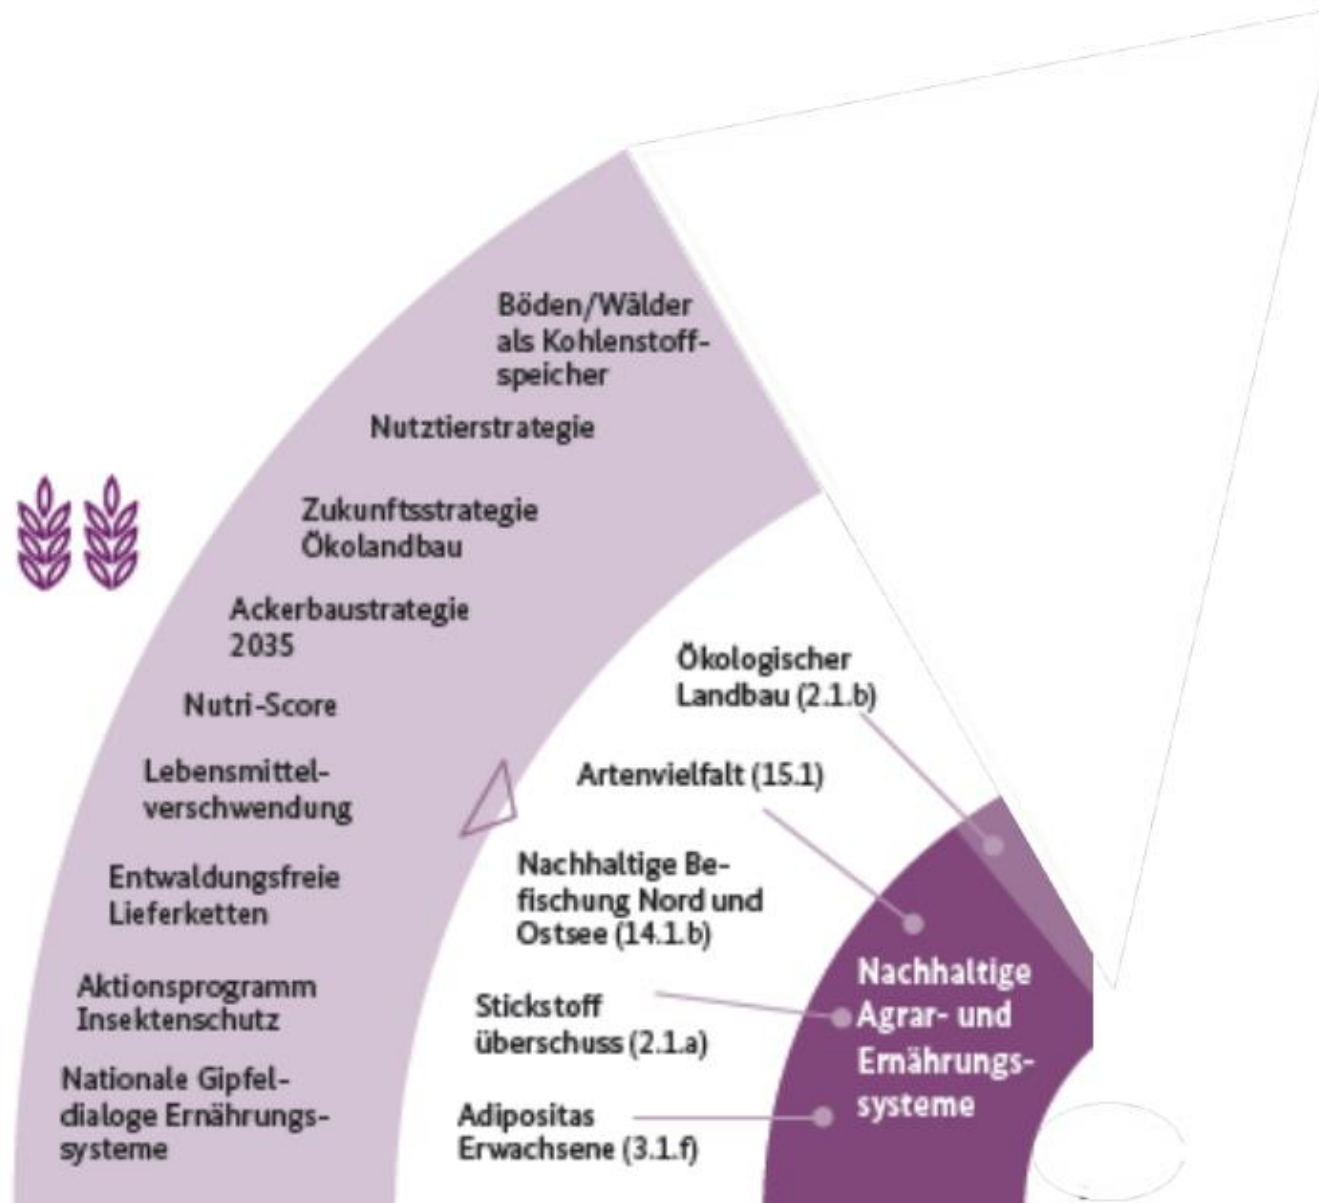 Böden/Wälder
als Kohlenstoff-
speicher
Nutztierstrategie
Zukunftsstrategie
Ökolandbau
Ackerbaustrategie
2035
Nutri-Score
Lebensmittel-
verschwendung
Entwaldungsfreie
Lieferketten
Aktionsprogramm
Insektenschutz
Nationale Gipfel-
dialoge Ernährungs-
systeme
Ökologischer
Landbau (2.1.b)
Artenvielfalt (15.1)
Nachhaltige Be-
fischung Nord und
Ostsee (14.1.b)
Stickstoff
überschuss (2.1.a)
Adipositas
Erwachsene (3.1.f)
Nachhaltige
Agrar- und
Ernährungs-
systeme